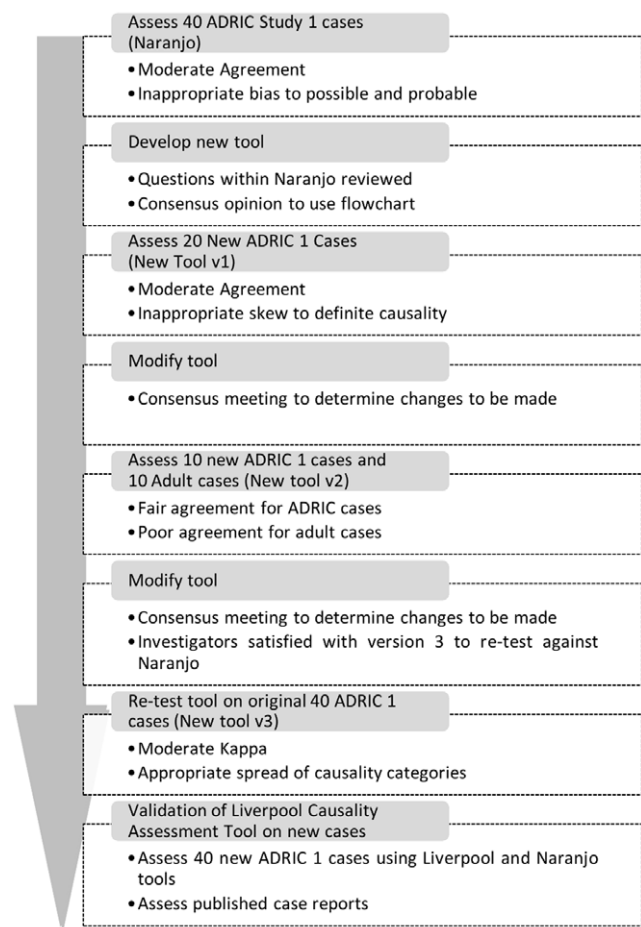 Assess 40 ADRIC Study 1 cases
(Naranjo)
•Moderate Agreement
•Inappropriate bias to possible and probable
Develop new tool
•Questions within Naranjo reviewed
•Consensus opinion to use flowchart
Assess 20 New ADRIC 1 Cases
(New Tool v1)
•Moderate Agreement
•Inappropriate skew to definite causality
Modify tool
•Consensus meeting to determine changes to be made
Assess 10 new ADRIC 1 cases and
10 Adult cases (New tool v2)
•Fair agreement for ADRIC cases
•Poor agreement for adult cases
Modify tool
•Consensus meeting to determine changes to be made
•Investigators satisfied with version 3 to re-test against
Naranjo
Re-test tool on original 40 ADRIC 1
cases (New tool v3)
•Moderate Kappa
•Appropriate spread of causality categories
Validation of Liverpool Causality
Assessment Tool on new cases
•Assess 40 new ADRIC 1 cases using Liverpool and Naranjo
tools
•Assess published case reports